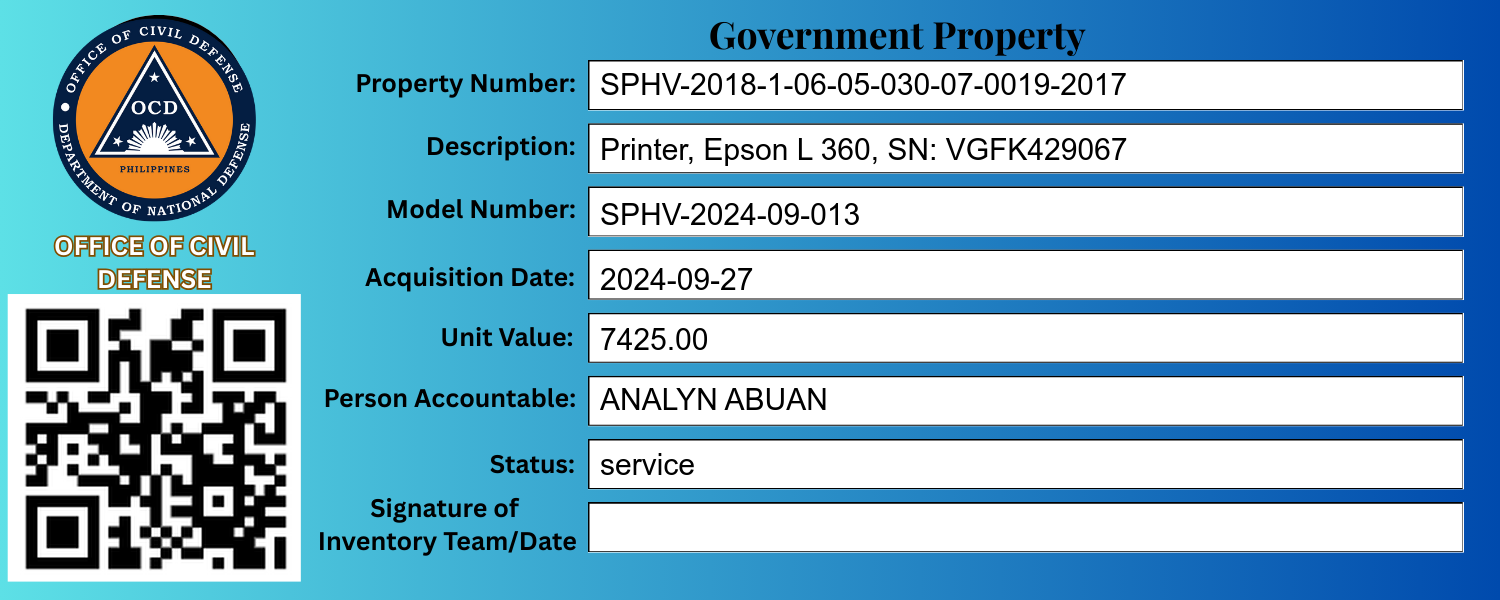 OFFICE OF CIVIL DEFENSE
OCD
PHILIPPINES
DEPARTMENT OF NATIONAL DEFENSE
OFFICE OF CIVIL
DEFENSE
Government Property
Property Number: SPHV-2018-1-06-05-030-07-0019-2017
Description: Printer, Epson L 360, SN: VGFK429067
Model Number: SPHV-2024-09-013
Acquisition Date: 2024-09-27
Unit Value: 7425.00
Person Accountable: ANALYN ABUAN
Status: service
Signature of
Inventory Team/Date